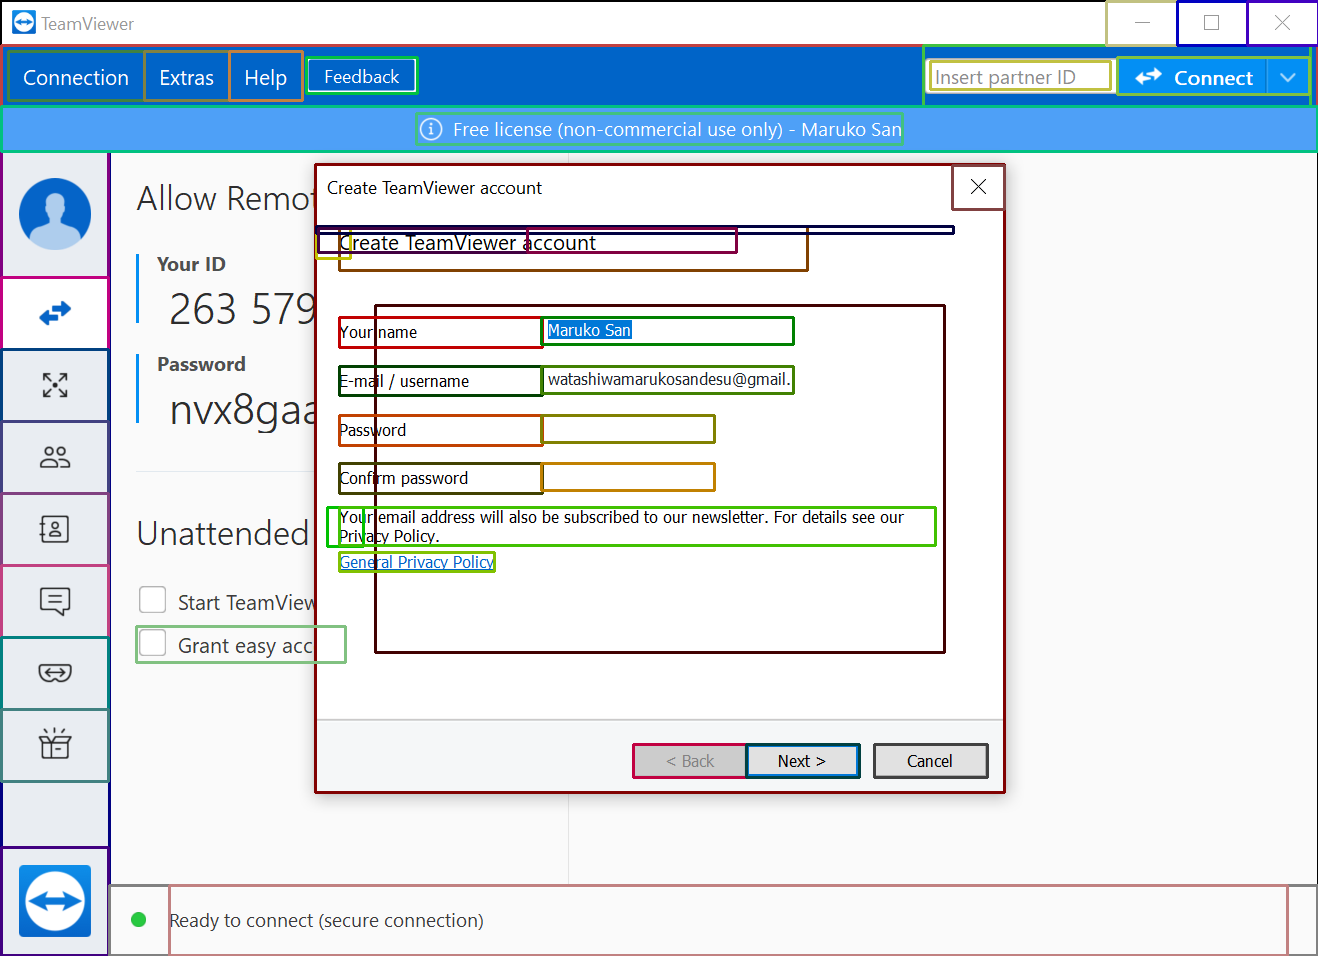 TeamViewer
Connection Extras Help Feedback
Insert partner ID Connect
Free license (non-commercial use only) - Maruko San
Allow
Your ID
263 579
Password
nvx8gaa
Unattended
Start
Grant easy
Create TeamViewer account
Create TeamViewer account
Your name Maruko San
E-mail / username watashiwamarukosandesu@gmail.
Password
Confirm password
Your email address will also be subscribed to our newsletter. For details see our
Privacy Policy.
General Privacy Policy
< Back Next > Cancel
Ready to connect (secure connection)